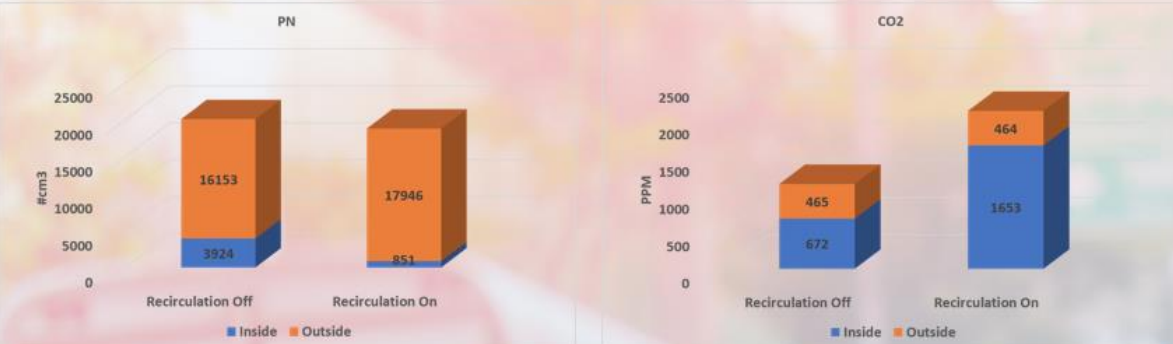 PN
#cm3
25000
20000
15000
10000
5000
0
16153
3924
17946
851
Recirculation Off
Recirculation On
Inside
Outside
CO2
PPM
2500
2000
1500
1000
500
0
465
672
464
1653
Recirculation Off
Recirculation On
Inside
Outside